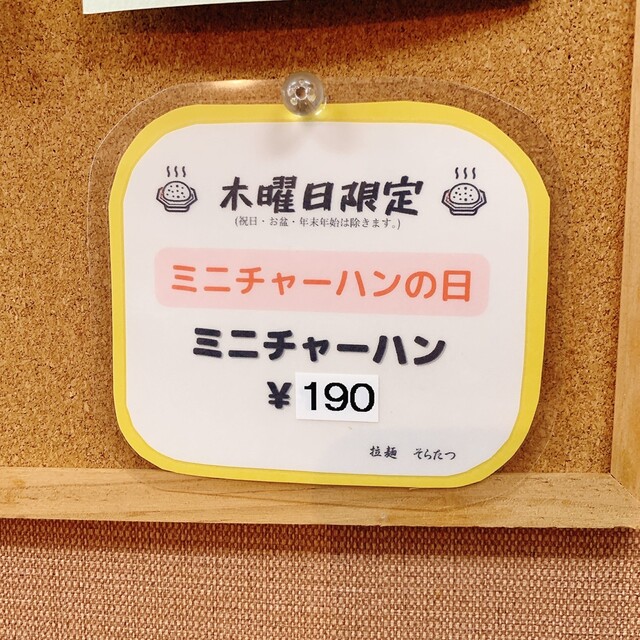 木曜日限定
(祝日・お盆・年末年始は除きます。)
ミニチャーハンの日
ミニチャーハン
¥190
拉麺 そらたつ